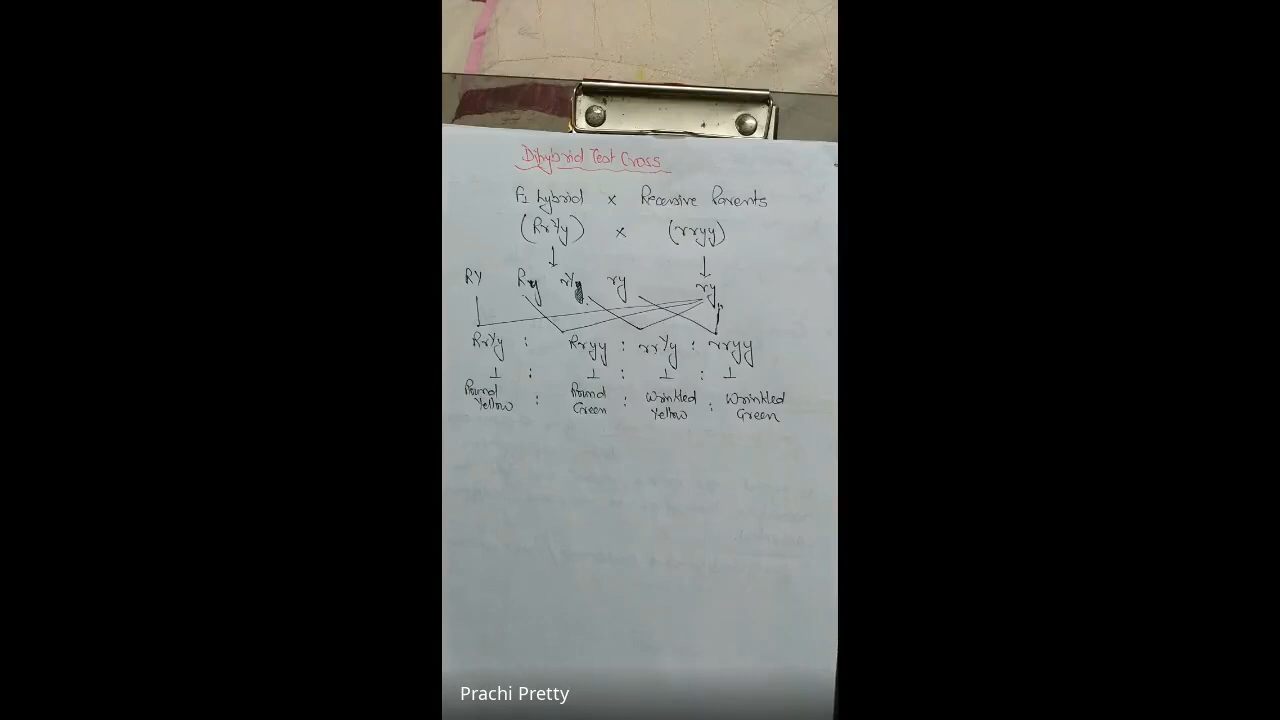 Dihybrid Test Cross
F1 hybrid x Recessive Parents
(RrYy) x (rryy)
RY Ry rY ry ry
RrYy : Rryy : rrYy : rryy
1 : 1 : 1 : 1
Round Yellow : Round Green : Wrinkled Yellow : Wrinkled Green
Prachi Pretty